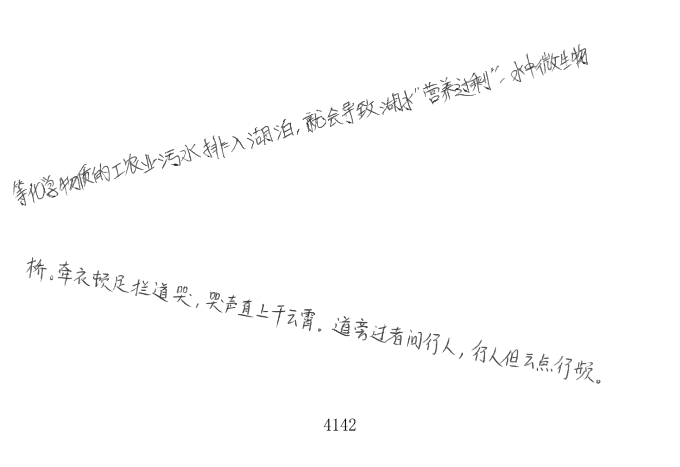 等化学物质的工农业污水排入湖泊,就会导致湖水“营养过剩”、水中微生物
桥。牵衣顿足拦道哭,哭声直上干云霄。道旁过者问行人,行人但云点行频。
4142